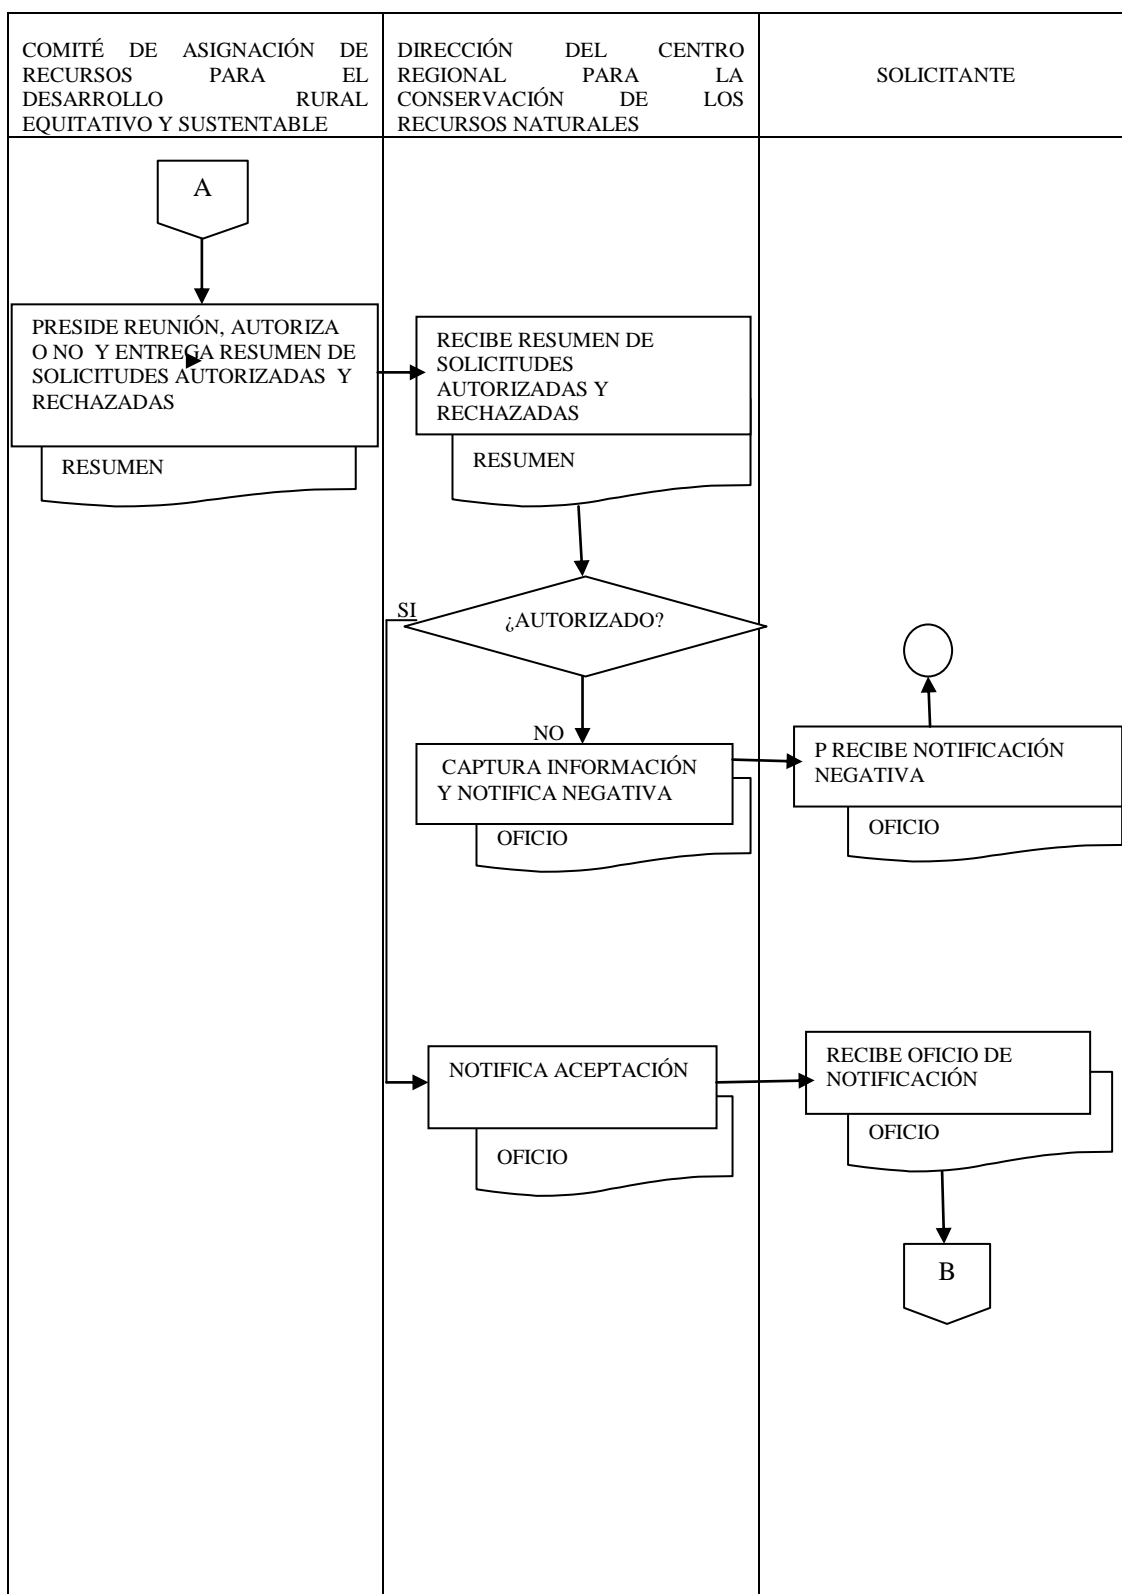 COMITÉ DE ASIGNACIÓN DE
RECURSOS PARA EL
DESARROLLO RURAL
EQUITATIVO Y SUSTENTABLE
DIRECCIÓN DEL CENTRO
REGIONAL PARA LA
CONSERVACIÓN DE LOS
RECURSOS NATURALES
SOLICITANTE
A
PRESIDE REUNIÓN, AUTORIZA
O NO Y ENTREGA RESUMEN DE
SOLICITUDES AUTORIZADAS Y
RECHAZADAS
RESUMEN
RECIBE RESUMEN DE
SOLICITUDES
AUTORIZADAS Y
RECHAZADAS
RESUMEN
SI
¿AUTORIZADO?
NO
CAPTURA INFORMACIÓN
Y NOTIFICA NEGATIVA
OFICIO
P RECIBE NOTIFICACIÓN
NEGATIVA
OFICIO
NOTIFICA ACEPTACIÓN
OFICIO
RECIBE OFICIO DE
NOTIFICACIÓN
OFICIO
B